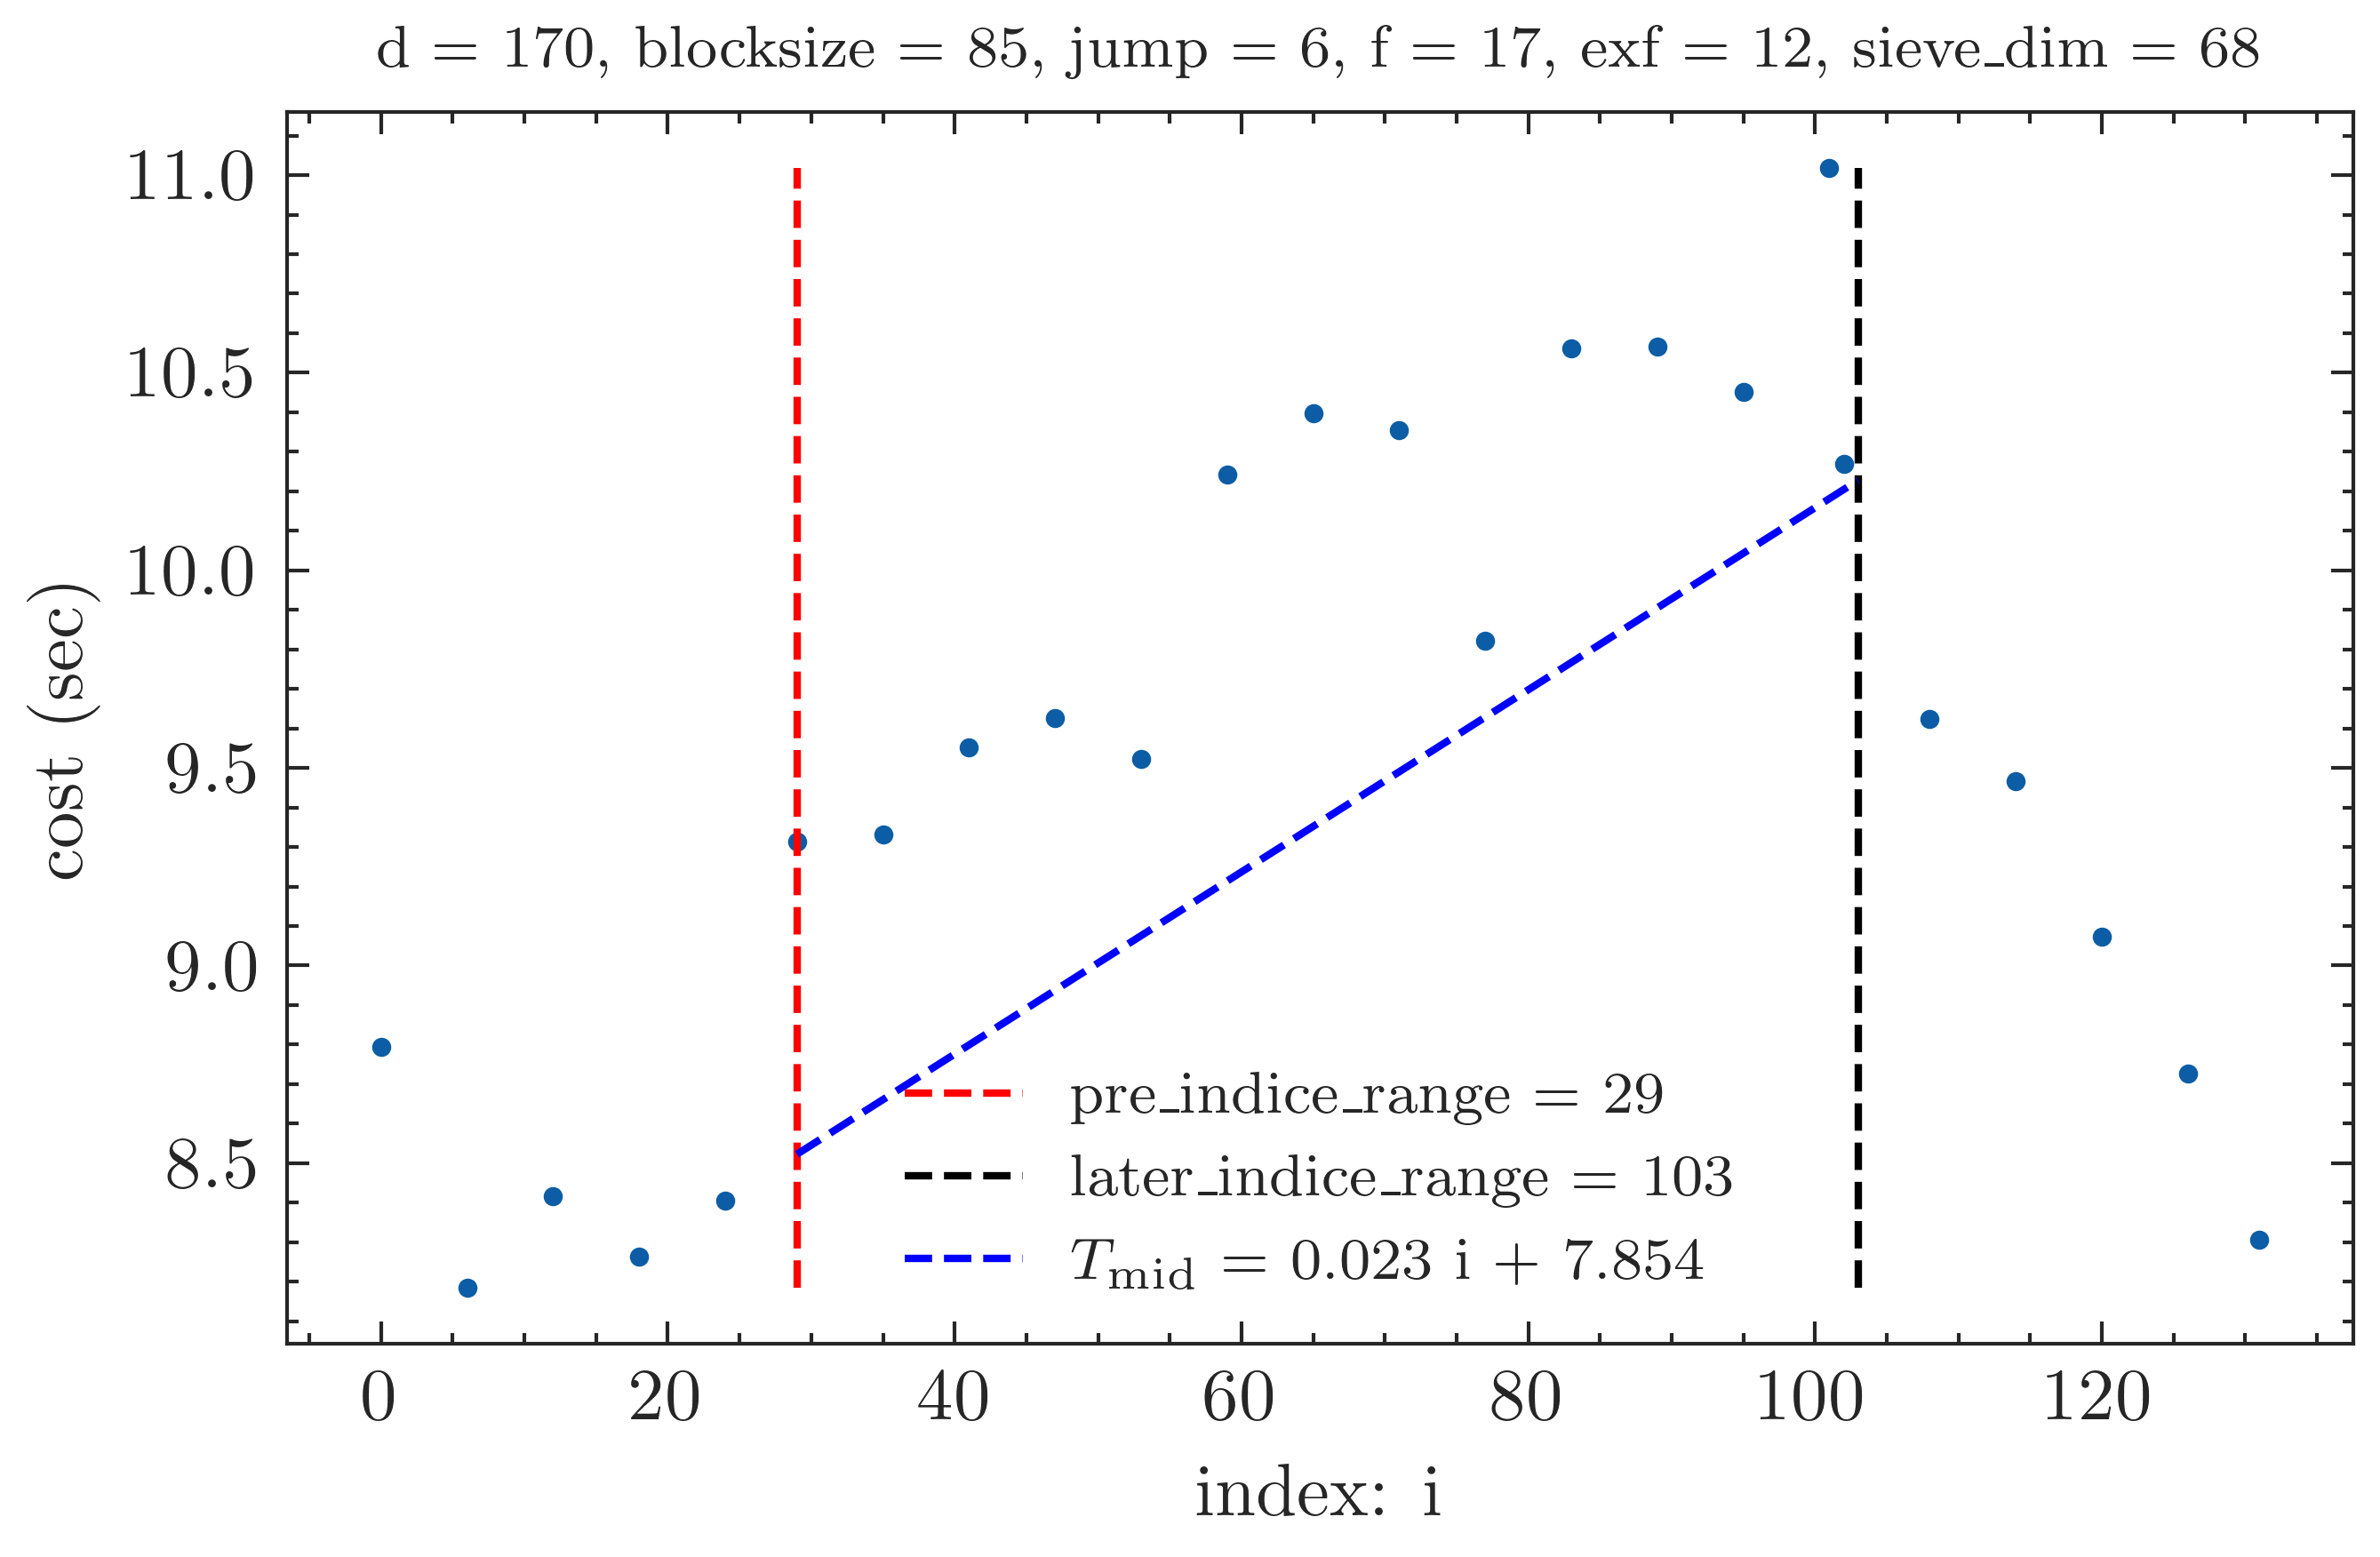 d = 170, blocksize = 85, jump = 6, f = 17, exf = 12, sieve_dim = 68
11.0
10.5
10.0
9.5
9.0
8.5
cost (sec)
pre_indice_range = 29
later_indice_range = 103
T_mid = 0.023 i + 7.854
0 20 40 60 80 100 120
index: i